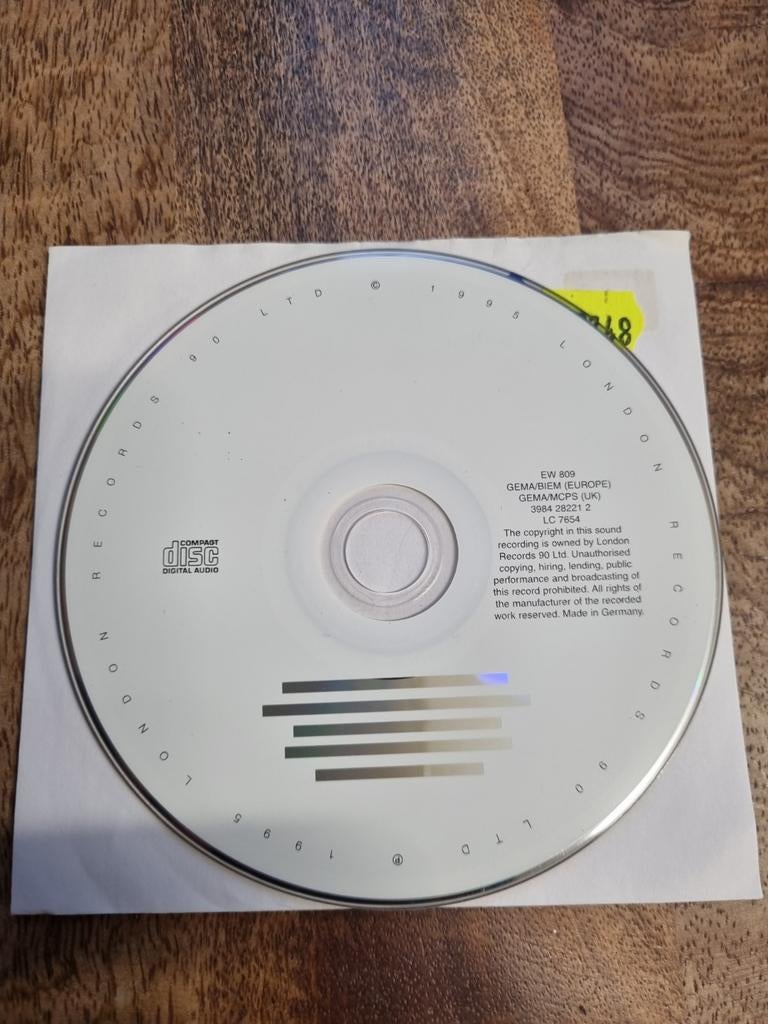 © 1995 LONDON RECORDS 90 LTD ℗ 1995 LONDON RECORDS 90 LTD
COMPACT
disc
DIGITAL AUDIO
EW 809
GEMA/BIEM (EUROPE)
GEMA/MCPS (UK)
3984 28221 2
LC 7654
The copyright in this sound
recording is owned by London
Records 90 Ltd. Unauthorised
copying, hiring, lending, public
performance and broadcasting of
this record prohibited. All rights of
the manufacturer of the recorded
work reserved. Made in Germany.